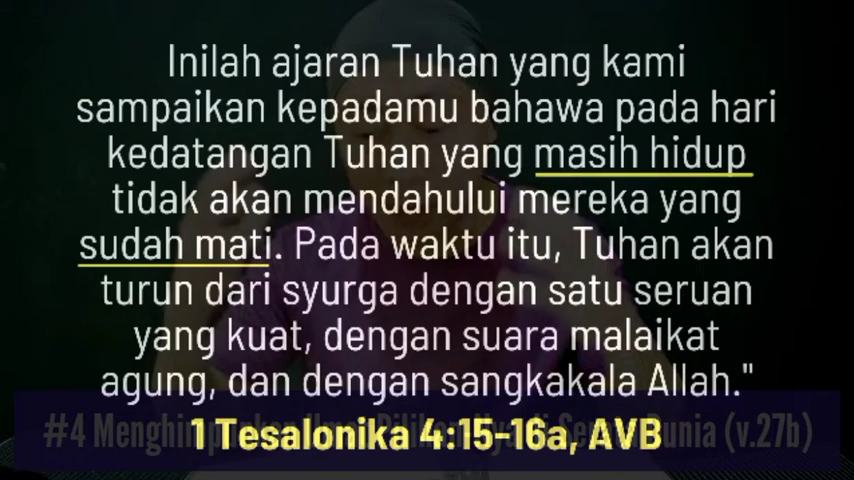 Inilah ajaran Tuhan yang kami
sampaikan kepadamu bahawa pada hari
kedatangan Tuhan yang masih hidup
tidak akan mendahului mereka yang
sudah mati. Pada waktu itu, Tuhan akan
turun dari syurga dengan satu seruan
yang kuat, dengan suara malaikat
agung, dan dengan sangkakala Allah."
1 Tesalonika 4:15-16a, AVB
#4 (v.27b)